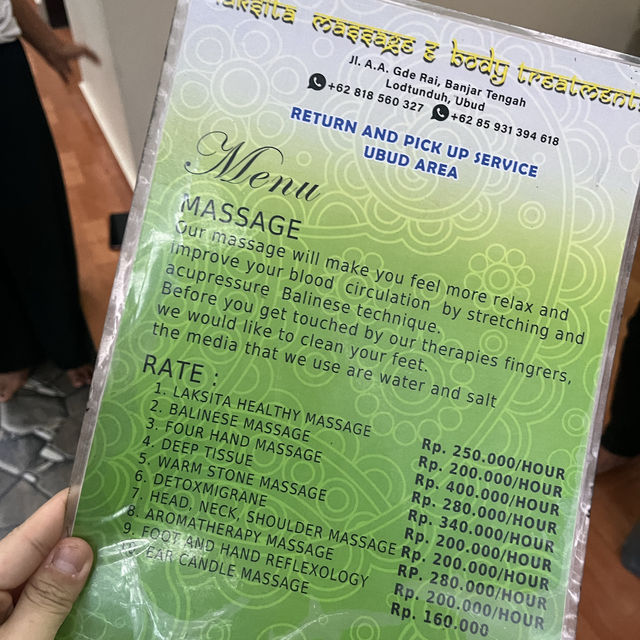 Laksita massage & body treatment
Jl. A.A. Gde Rai, Banjar Tengah
Lodtunduh, Ubud
+62 818 560 327 +62 85 931 394 618
RETURN AND PICK UP SERVICE
UBUD AREA
Menu
MASSAGE
Our massage will make you feel more relax and
improve your blood circulation by stretching and
acupressure Balinese technique.
Before you get touched by our therapies fingrers,
we would like to clean your feet.
the media that we use are water and salt
RATE :
1. LAKSITA HEALTHY MASSAGE Rp. 250.000/HOUR
2. BALINESE MASSAGE Rp. 200.000/HOUR
3. FOUR HAND MASSAGE Rp. 400.000/HOUR
4. DEEP TISSUE Rp. 280.000/HOUR
5. WARM STONE MASSAGE Rp. 340.000/HOUR
6. DETOXMIGRANE Rp. 200.000/HOUR
7. HEAD, NECK, SHOULDER MASSAGE Rp. 200.000/HOUR
8. AROMATHERAPY MASSAGE Rp. 280.000/HOUR
9. FOOT AND HAND REFLEXOLOGY Rp. 200.000/HOUR
EAR CANDLE MASSAGE Rp. 160.000